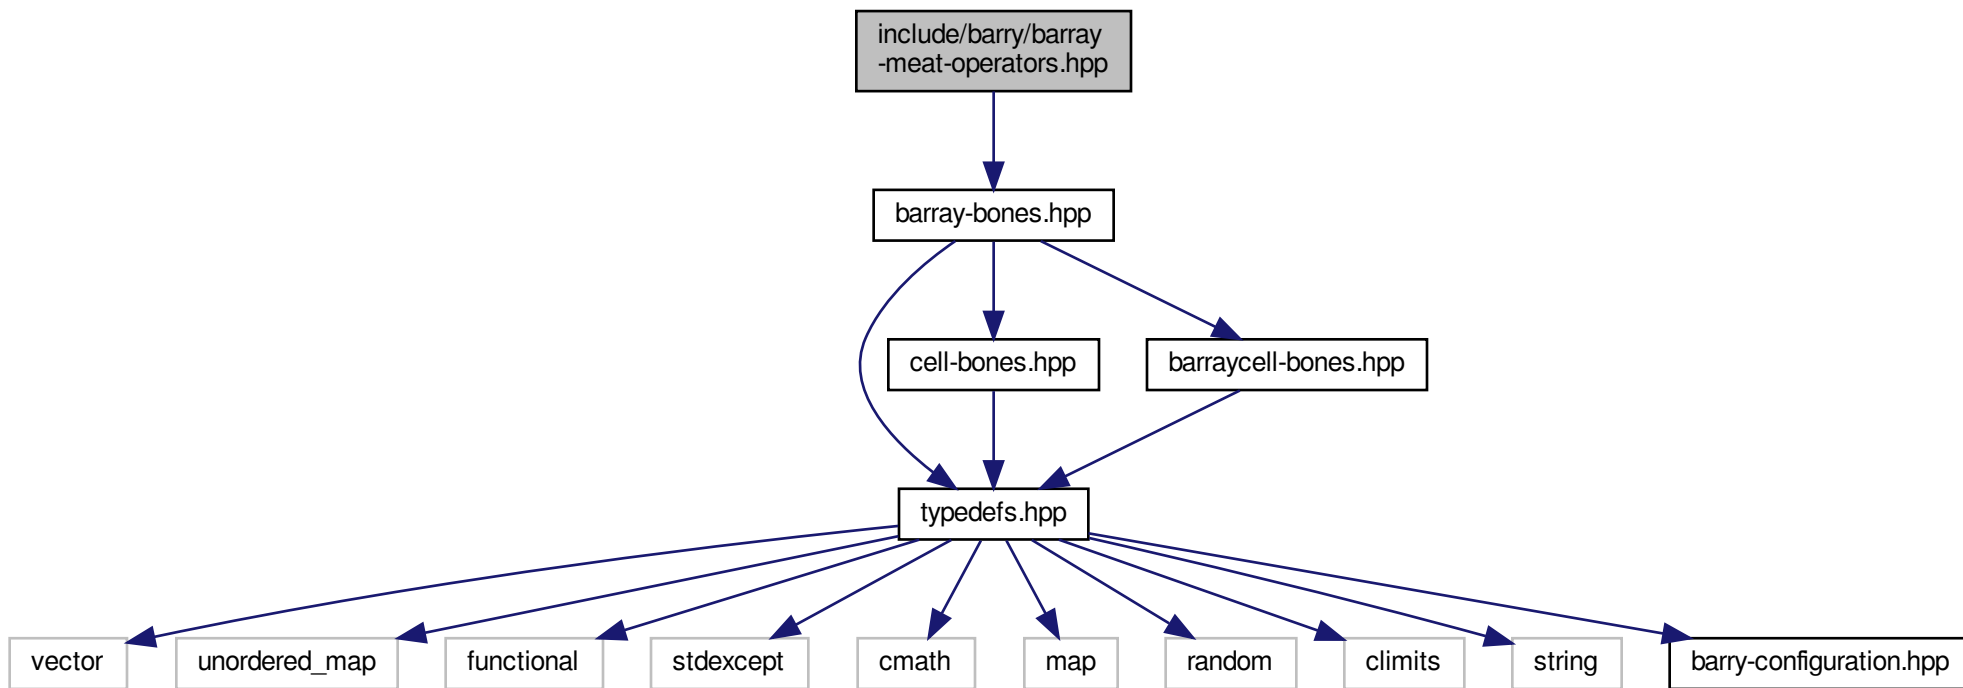 include/barry/barray
-meat-operators.hpp
barray-bones.hpp
cell-bones.hpp
barraycell-bones.hpp
typedefs.hpp
vector
unordered_map
functional
stdexcept
cmath
map
random
climits
string
barry-configuration.hpp